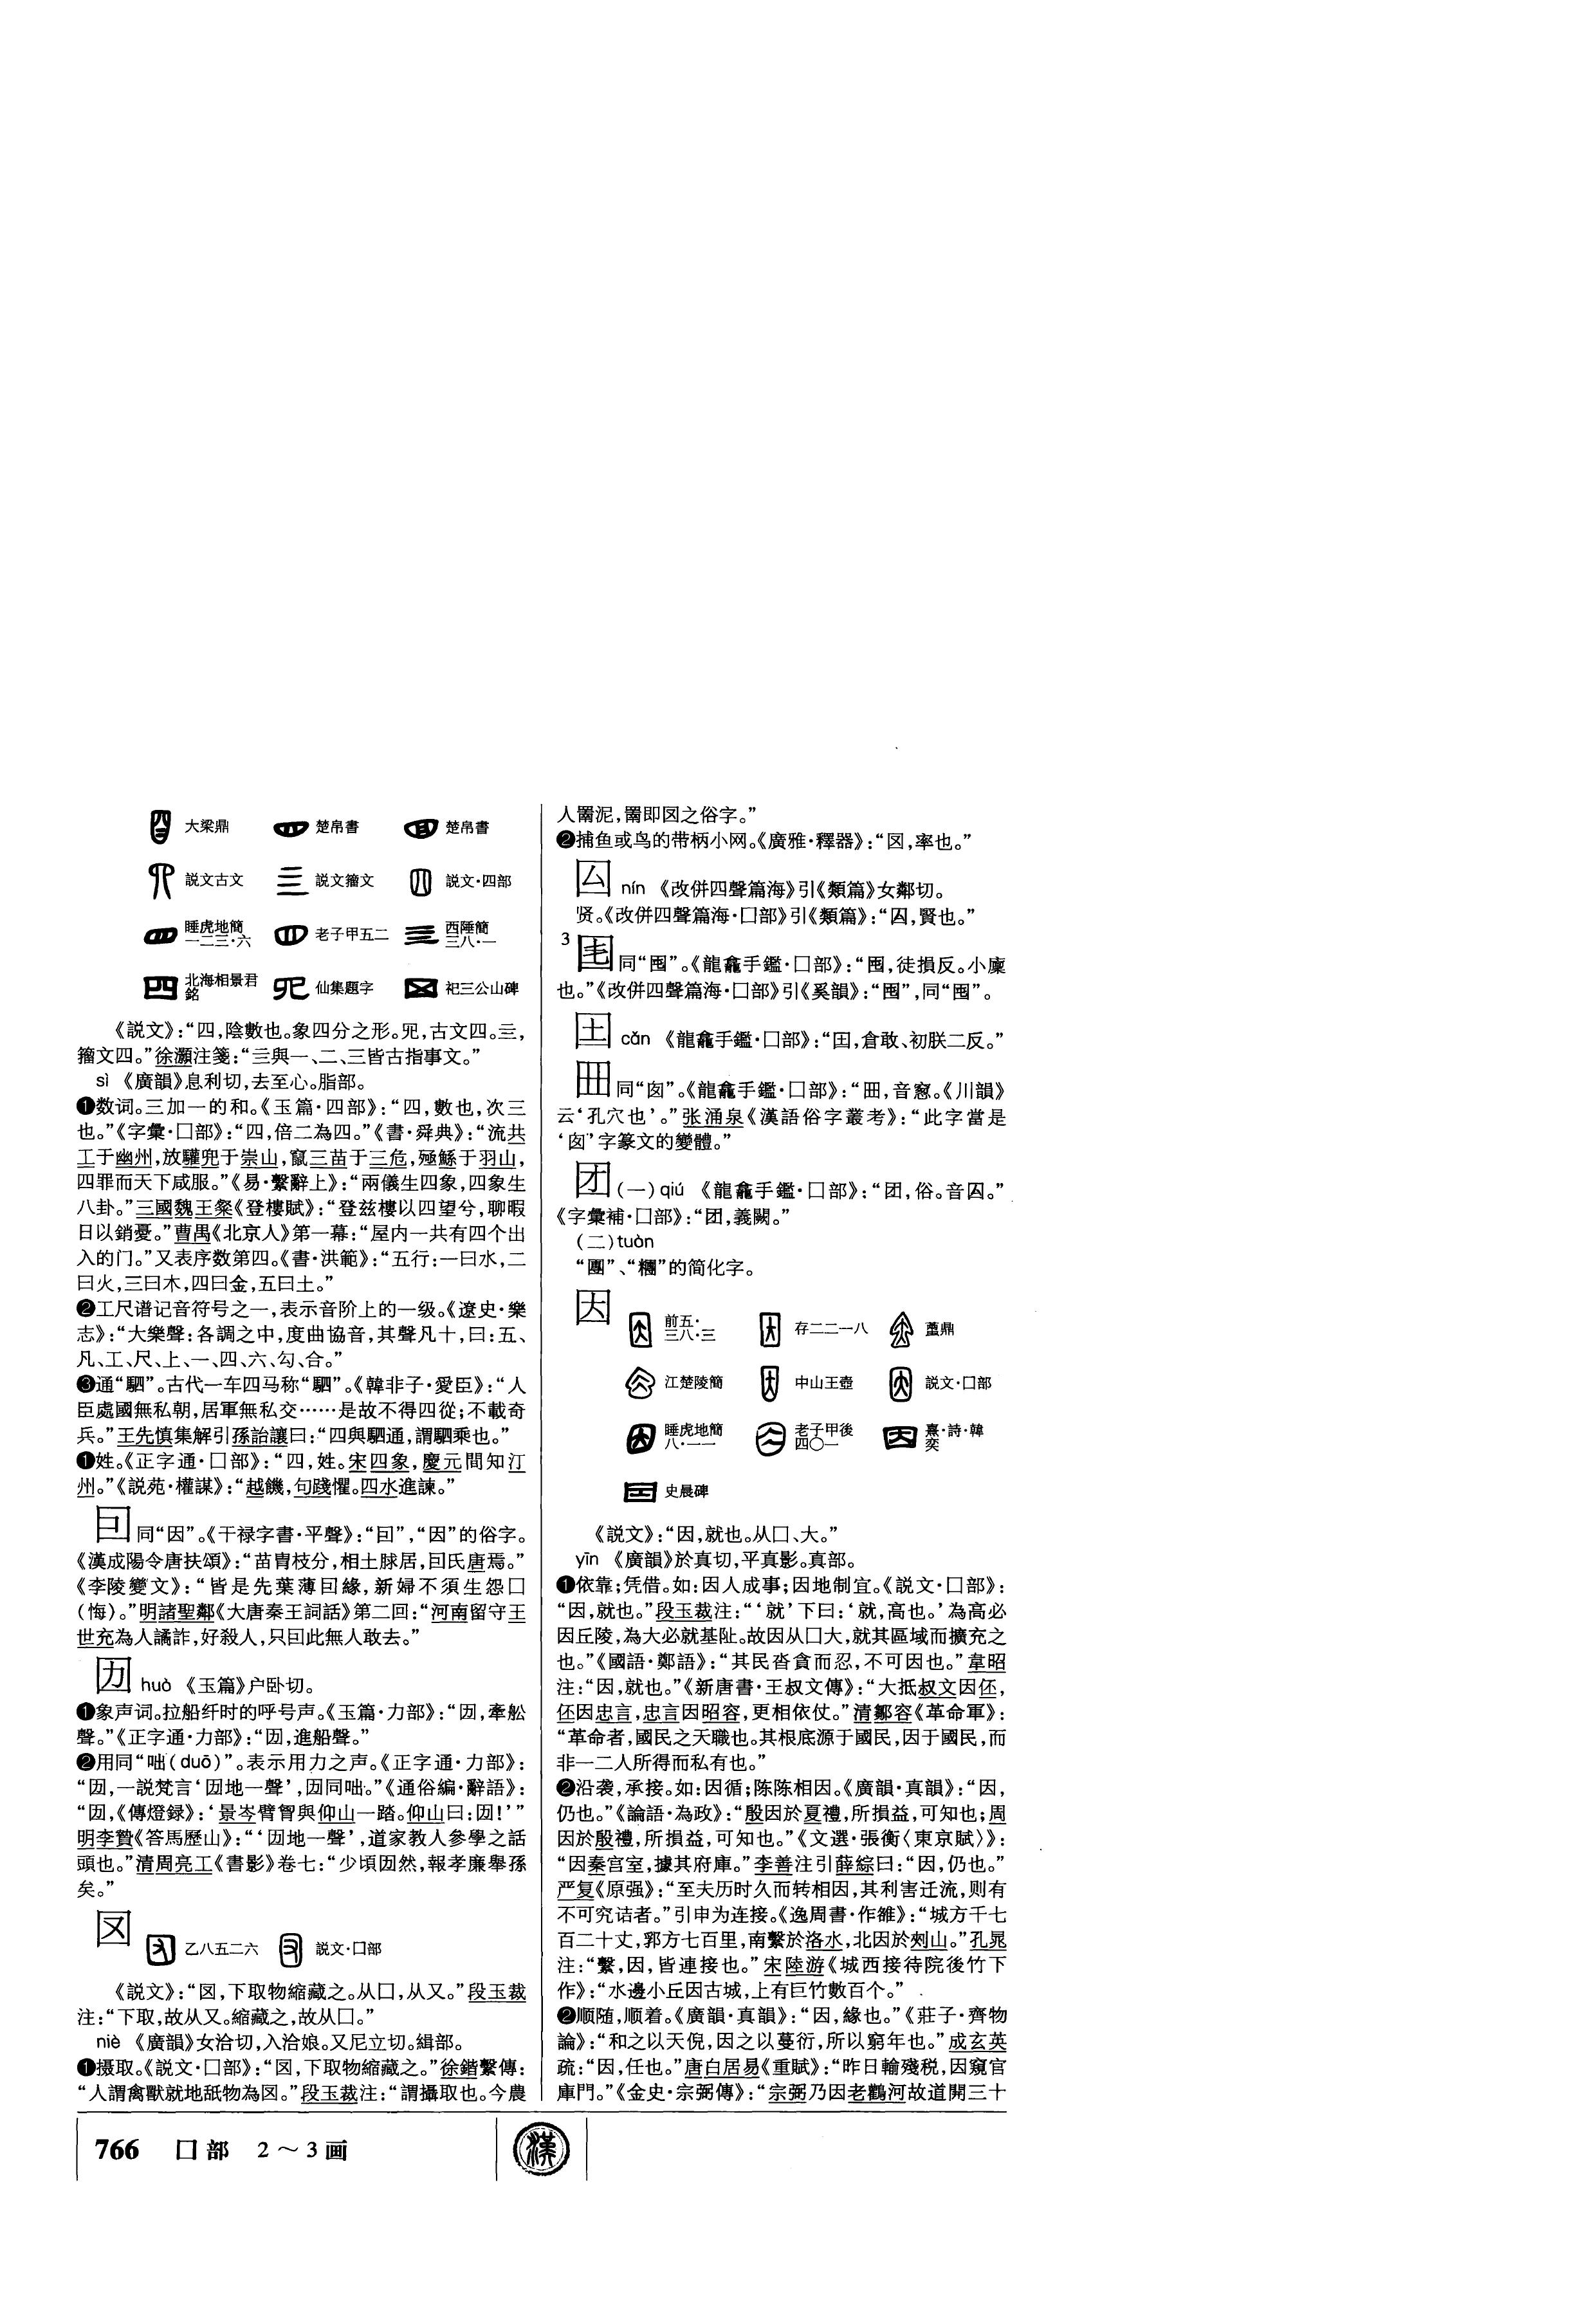 大梁鼎 楚帛書 楚帛書
説文古文 説文籀文 説文·四部
睡虎地簡一二三·六 老子甲五二 西陲簡三八·一
北海相景君銘 仙集題字 祀三公山碑
《説文》：“四，陰數也。象四分之形。𦉭，古文四。亖，
籀文四。”徐灝注箋：“亖與一、二、三皆古指事文。”
sì 《廣韻》息利切，去至心。脂部。
❶数词。三加一的和。《玉篇·四部》：“四，數也，次三
也。”《字彙·囗部》：“四，倍二為四。”《書·舜典》：“流共
工于幽州，放驩兜于崇山，竄三苗于三危，殛鯀于羽山，
四罪而天下咸服。”《易·繫辭上》：“兩儀生四象，四象生
八卦。”三國魏王粲《登樓賦》：“登兹樓以四望兮，聊暇
日以銷憂。”曹禺《北京人》第一幕：“屋内一共有四个出
入的门。”又表序数第四。《書·洪範》：“五行：一曰水，二
曰火，三曰木，四曰金，五曰土。”
❷工尺谱记音符号之一，表示音阶上的一级。《遼史·樂
志》：“大樂聲：各調之中，度曲協音，其聲凡十，曰：五、
凡、工、尺、上、一、四、六、勾、合。”
❸通“駟”。古代一车四马称“駟”。《韓非子·愛臣》：“人
臣處國無私朝，居軍無私交……是故不得四從；不載奇
兵。”王先慎集解引孫詒讓曰：“四與駟通，謂駟乘也。”
❶姓。《正字通·囗部》：“四，姓。宋四象，慶元間知汀
州。”《説苑·權謀》：“越饑，句踐懼。四水進諫。”
囙同“因”。《干禄字書·平聲》：“囙”，“因”的俗字。
《漢成陽令唐扶頌》：“苗胄枝分，相土脉居，囙氏唐焉。”
《李陵變文》：“皆是先葉薄囙緣，新婦不須生怨囗
（悔）。”明諸聖鄰《大唐秦王詞話》第二回：“河南留守王
世充為人譎詐，好殺人，只囙此無人敢去。”
囬 huò 《玉篇》户卧切。
❶象声词。拉船纤时的呼号声。《玉篇·力部》：“㘞，牽舩
聲。”《正字通·力部》：“㘞，進船聲。”
❷用同“咄（duō）”。表示用力之声。《正字通·力部》：
“㘞，一説梵言‘㘞地一聲’，㘞同咄。”《通俗編·辭語》：
“㘞，《傳燈録》：‘景岑臂智與仰山一踏。仰山曰：㘞！’”
明李贄《答馬歷山》：“‘㘞地一聲’，道家教人參學之話
頭也。”清周亮工《書影》卷七：“少頃㘞然，報孝廉舉孫
矣。”
㘝 乙八五二六 説文·囗部
《説文》：“㘝，下取物縮藏之。从囗，从又。”段玉裁
注：“下取，故从又。縮藏之，故从囗。”
niè 《廣韻》女洽切，入洽娘。又尼立切。緝部。
❶摄取。《説文·囗部》：“㘝，下取物縮藏之。”徐鍇繫傳：
“人謂禽獸就地舐物為㘝。”段玉裁注：“謂攝取也。今農
人罱泥，罱即㘝之俗字。”
❷捕鱼或鸟的带柄小网。《廣雅·釋器》：“㘝，率也。”
nín 《改併四聲篇海》引《類篇》女鄰切。
贤。《改併四聲篇海·囗部》引《類篇》：“，賢也。”
3 同“囤”。《龍龕手鑑·囗部》：“，徒損反。小廩
也。”《改併四聲篇海·囗部》引《奚韻》：“”，同“囤”。
囯 cǎn 《龍龕手鑑·囗部》：“，倉敢、初朕二反。”
同“囱”。《龍龕手鑑·囗部》：“，音窻。《川韻》
云‘孔穴也’。”张涌泉《漢語俗字叢考》：“此字當是
‘囱’字篆文的變體。”
团（一）qiú 《龍龕手鑑·囗部》：“团，俗。音囚。”
《字彙補·囗部》：“团，義闕。”
（二）tuòn
“團”、“糰”的简化字。
因 前五·三八·三 存二二一八 蠆鼎
江楚陵簡 中山王壺 説文·囗部
睡虎地簡八·一一 老子甲後四〇一 熹·詩·韓奕
史晨碑
《説文》：“因，就也。从囗、大。”
yīn 《廣韻》於真切，平真影。真部。
❶依靠；凭借。如：因人成事；因地制宜。《説文·囗部》：
“因，就也。”段玉裁注：“‘就’下曰：‘就，高也。’為高必
因丘陵，為大必就基阯。故因从囗大，就其區域而擴充之
也。”《國語·鄭語》：“其民沓貪而忍，不可因也。”韋昭
注：“因，就也。”《新唐書·王叔文傳》：“大抵叔文因伾，
伾因忠言，忠言因昭容，更相依仗。”清鄒容《革命軍》：
“革命者，國民之天職也。其根底源于國民，因于國民，而
非一二人所得而私有也。”
❷沿袭，承接。如：因循；陈陈相因。《廣韻·真韻》：“因，
仍也。”《論語·為政》：“殷因於夏禮，所損益，可知也；周
因於殷禮，所損益，可知也。”《文選·張衡〈東京賦〉》：
“因秦宫室，據其府庫。”李善注引薛綜曰：“因，仍也。”
严复《原强》：“至夫历时久而转相因，其利害迁流，则有
不可究诘者。”引申为连接。《逸周書·作雒》：“城方千七
百二十丈，郛方七百里，南繫於洛水，北因於郟山。”孔晁
注：“繫，因，皆連接也。”宋陸游《城西接待院後竹下
作》：“水邊小丘因古城，上有巨竹數百个。”
❷顺随，顺着。《廣韻·真韻》：“因，緣也。”《莊子·齊物
論》：“和之以天倪，因之以蔓衍，所以窮年也。”成玄英
疏：“因，任也。”唐白居易《重賦》：“昨日輸殘税，因窺官
庫門。”《金史·宗弼傳》：“宗弼乃因老鸛河故道開三十
766 囗部 2～3画
漢